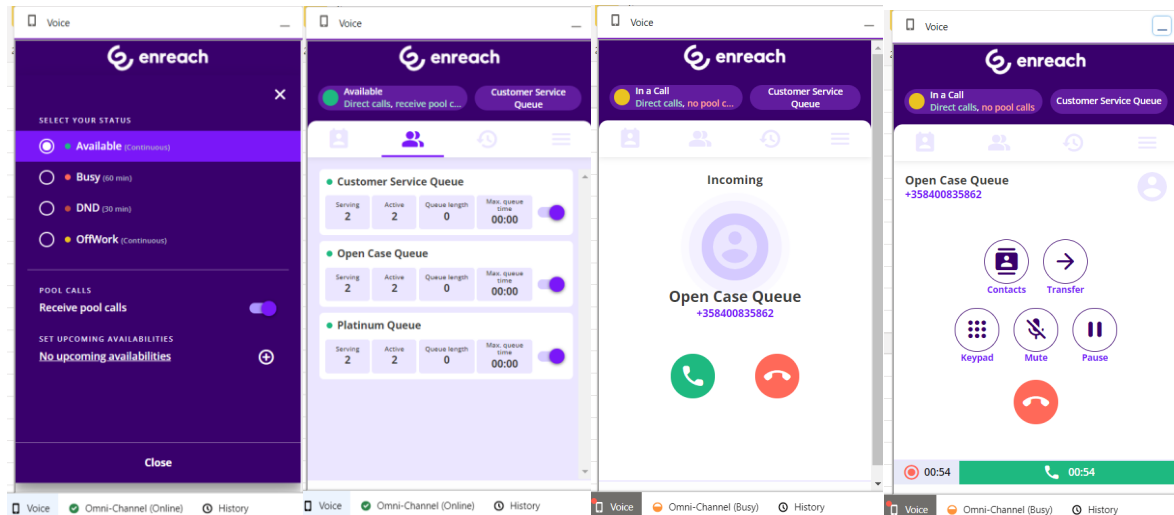 Voice
enreach
SELECT YOUR STATUS
Available (Continuous)
Busy (60 min)
DND (30 min)
OffWork (Continuous)
POOL CALLS
Receive pool calls
SET UPCOMING AVAILABILITIES
No upcoming availabilities
Close
Voice Omni-Channel (Online) History
Voice
enreach
Available
Direct calls, receive pool c...
Customer Service
Queue
Customer Service Queue
Serving Active Queue length Max. queue
time
2 2 0 00:00
Open Case Queue
Serving Active Queue length Max. queue
time
2 2 0 00:00
Platinum Queue
Serving Active Queue length Max. queue
time
2 2 0 00:00
Voice Omni-Channel (Online) History
Voice
enreach
In a Call
Direct calls, no pool c...
Customer Service
Queue
Incoming
Open Case Queue
+358400835862
Voice Omni-Channel (Busy) History
Voice
enreach
In a Call
Direct calls, no pool calls
Customer Service Queue
Open Case Queue
+358400835862
Contacts Transfer
Keypad Mute Pause
00:54 00:54
Voice Omni-Channel (Busy) History